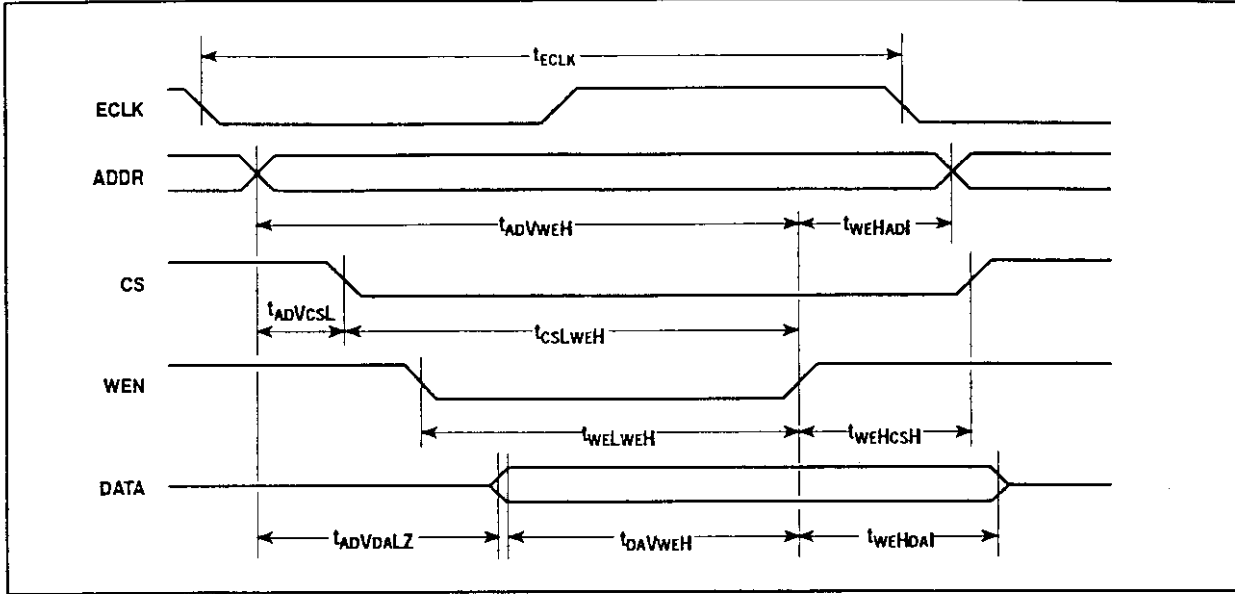 tECLK
ECLK
ADDR
tADVWEH
tWEHADI
CS
tADVCSL
tCSLWEH
WEN
tWELWEH
tWEHCSH
DATA
tADVDALZ
tDAVWEH
tWEHDAI